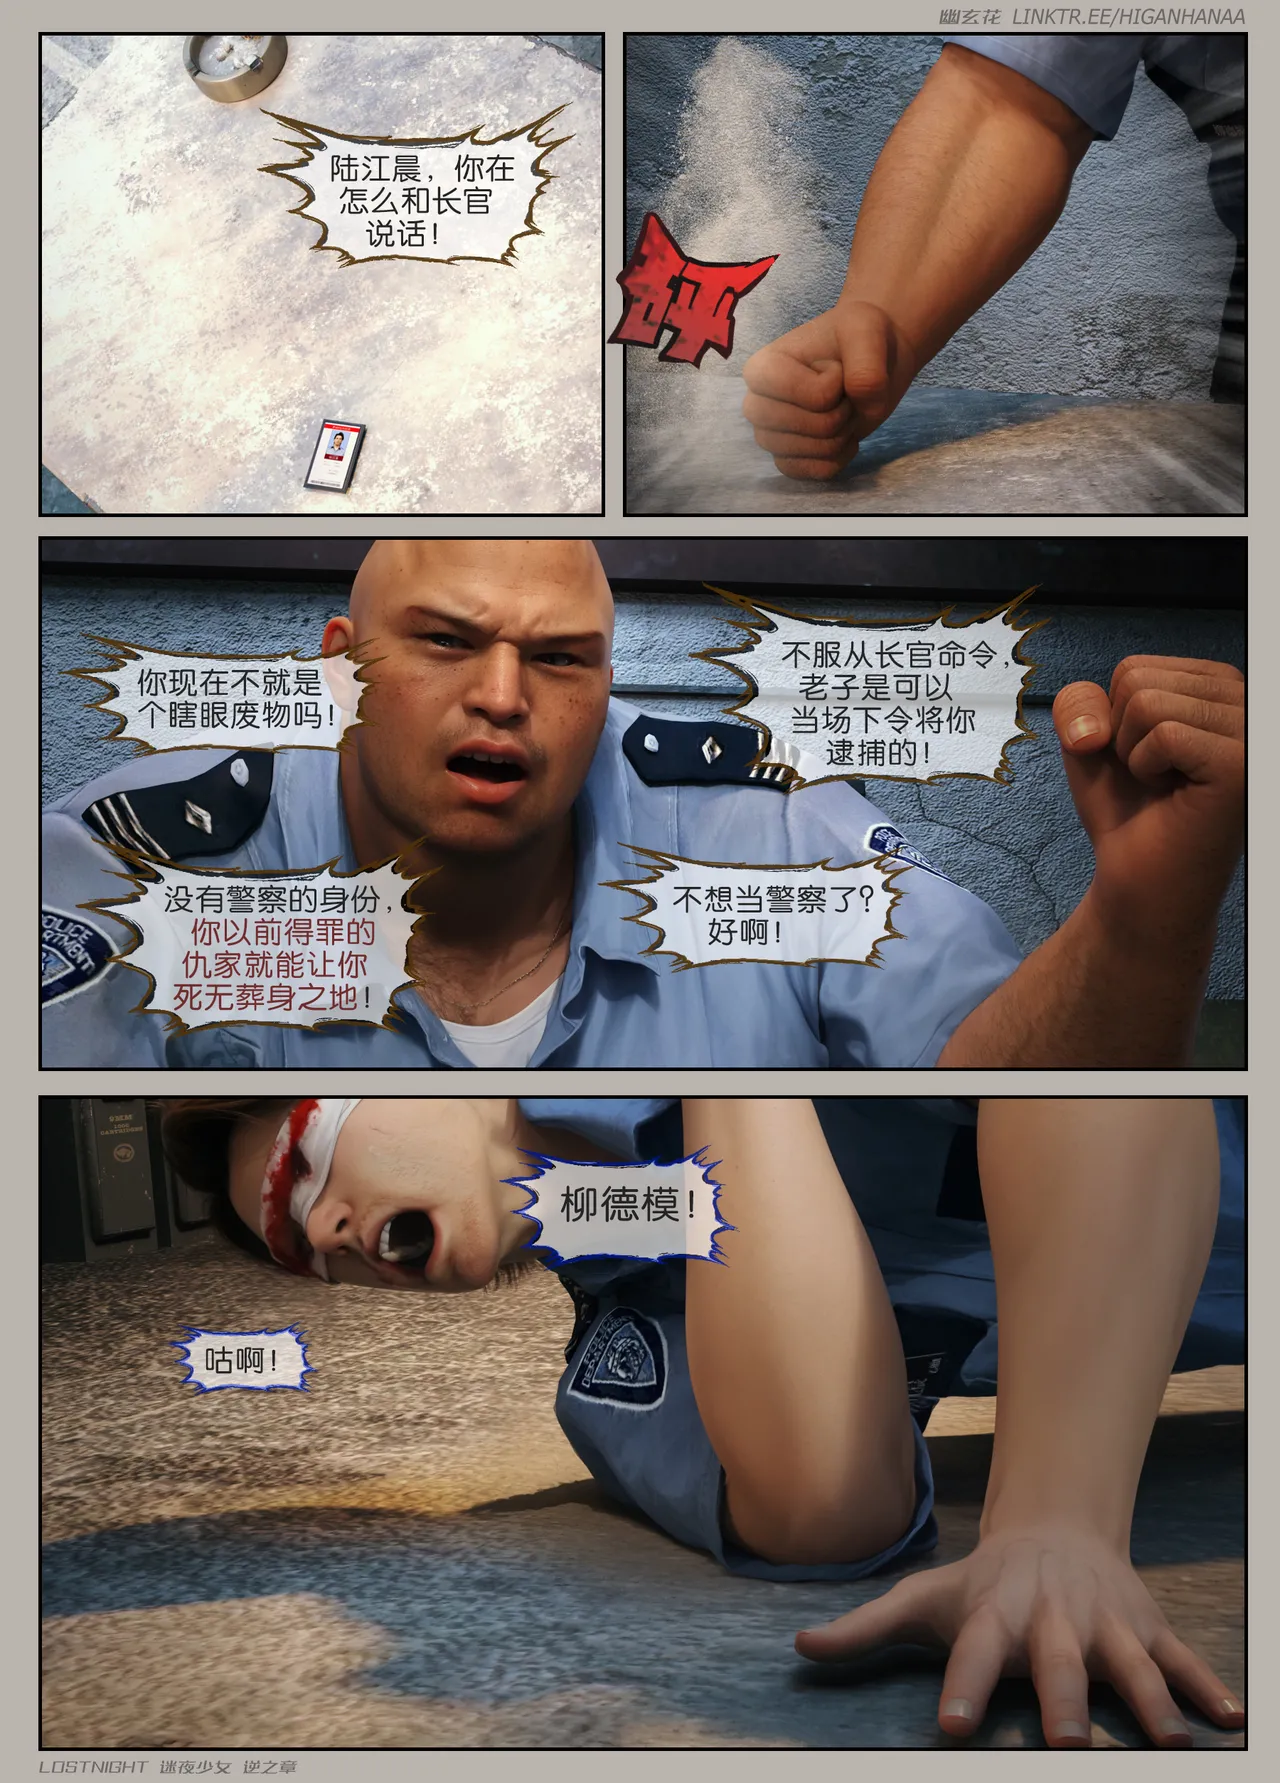 幽玄花 LINKTR.EE/HIGANHANAA
陆江晨，你在
怎么和长官
说话！
砰
你现在不就是
个瞎眼废物吗！
不服从长官命令，
老子是可以
当场下令将你
逮捕的！
没有警察的身份，
你以前得罪的
仇家就能让你
死无葬身之地！
不想当警察了？
好啊！
POLICE
DEPARTMENT
9MM
柳德模！
咕啊！
POLICE
DEPARTMENT
LOSTNIGHT 迷夜少女 逆之章